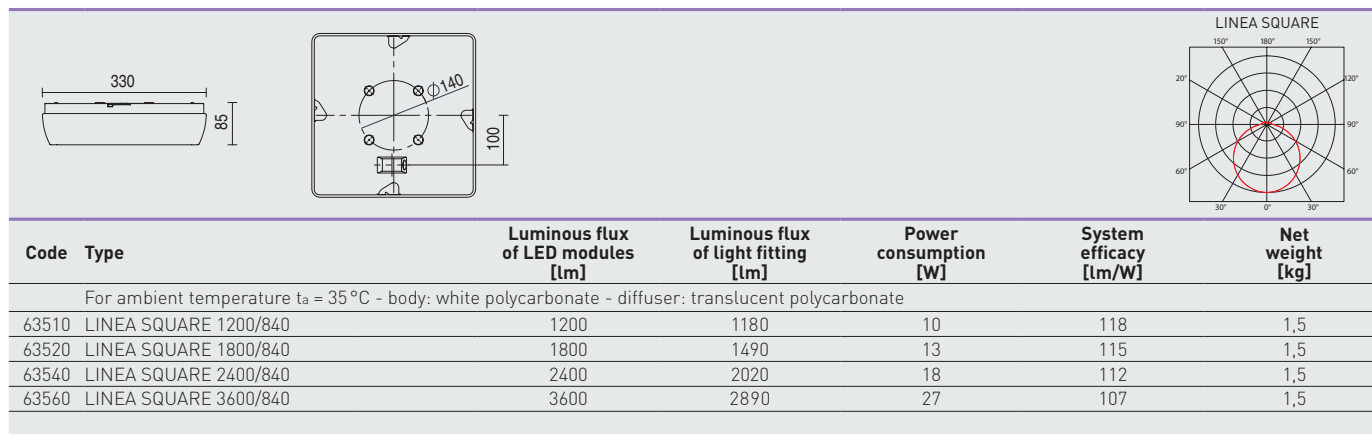 LINEA SQUARE
150° 180° 150°
20° 120°
90° 90°
60° 60°
30° 0° 30°
330
85
∅140
100
Code Type Luminous flux of LED modules [lm] Luminous flux of light fitting [lm] Power consumption [W] System efficacy [lm/W] Net weight [kg]
For ambient temperature ta = 35 °C - body: white polycarbonate - diffuser: translucent polycarbonate
63510 LINEA SQUARE 1200/840 1200 1180 10 118 1,5
63520 LINEA SQUARE 1800/840 1800 1490 13 115 1,5
63540 LINEA SQUARE 2400/840 2400 2020 18 112 1,5
63560 LINEA SQUARE 3600/840 3600 2890 27 107 1,5